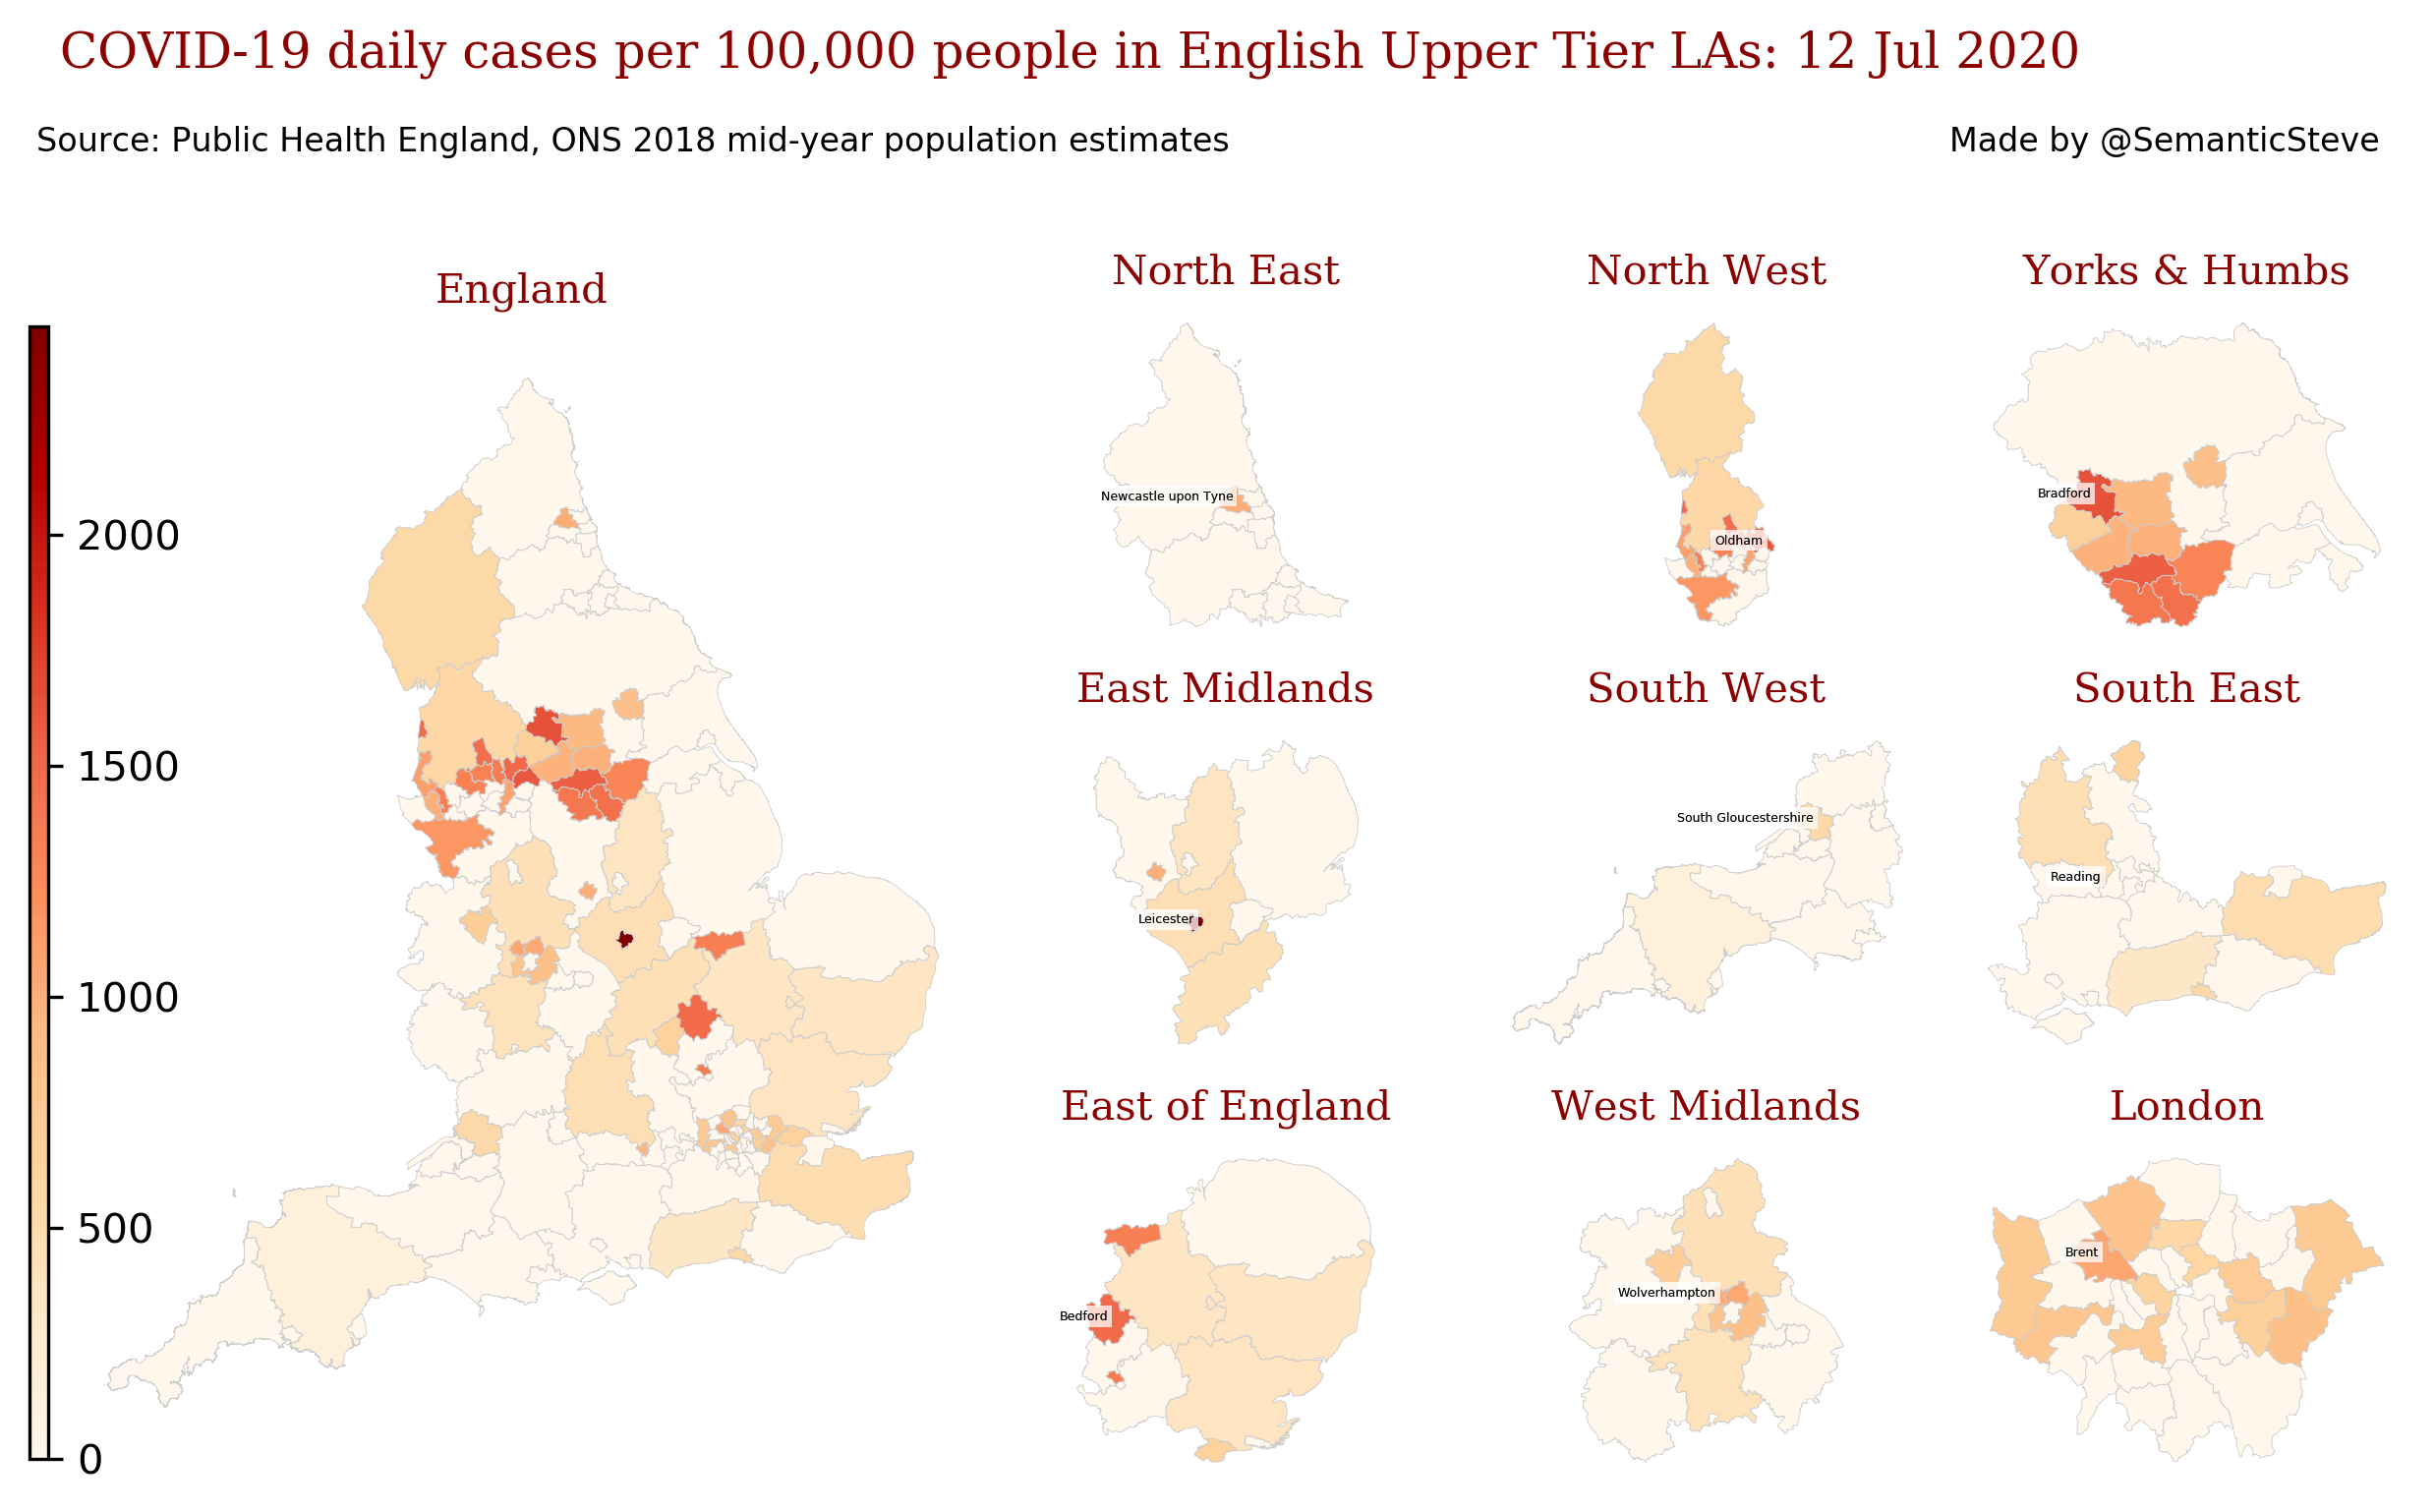 COVID-19 daily cases per 100,000 people in English Upper Tier LAs: 12 Jul 2020
Source: Public Health England, ONS 2018 mid-year population estimates
Made by @SemanticSteve
England
2000
1500
1000
500
0
North East
Newcastle upon Tyne
North West
Oldham
Yorks & Humbs
Bradford
East Midlands
Leicester
South West
South Gloucestershire
South East
Reading
East of England
Bedford
West Midlands
Wolverhampton
London
Brent